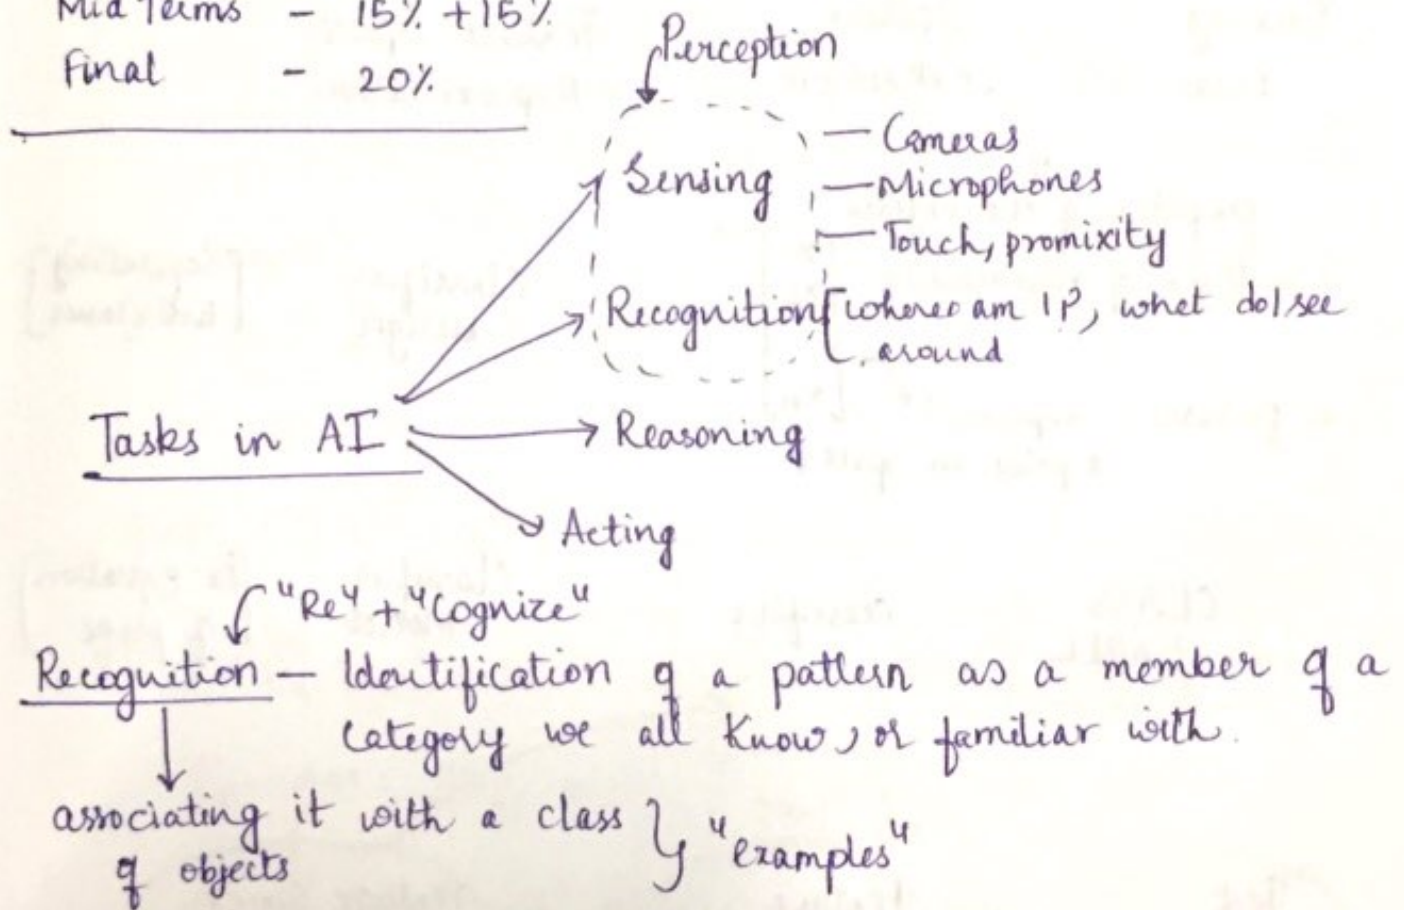 Mid Terms - 15% + 15%
Final - 20%
Perception
Sensing
— Cameras
— Microphones
— Touch, promixity
Recognition [where am I?, what do I see
around
Tasks in AI
Reasoning
Acting
"Re" + "Cognize"
Recognition — Identification of a pattern as a member of a
Category we all know, or familiar with.
associating it with a class
of objects
} "examples"